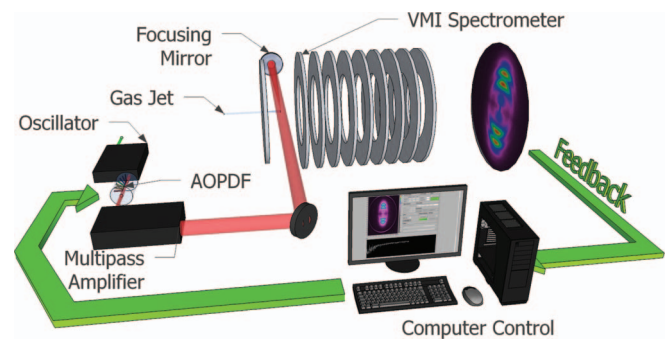 Focusing
Mirror
VMI Spectrometer
Gas Jet
Oscillator
AOPDF
Multipass
Amplifier
Feedback
Computer Control